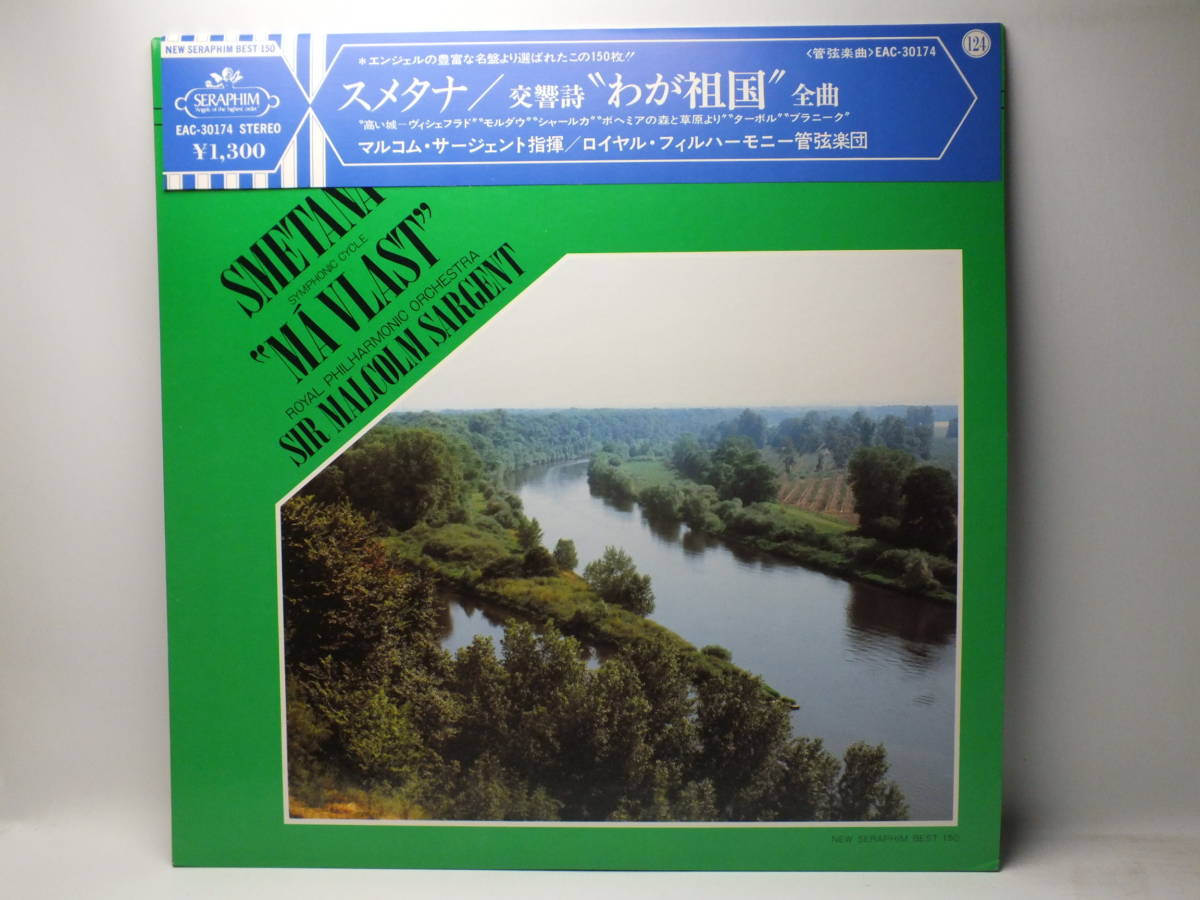 NEW SERAPHIM BEST 150
SERAPHIM
"Angels of the highest order"
EAC-30174 STEREO
¥1,300
*エンジェルの豊富な名盤より選ばれたこの150枚!!
〈管弦楽曲〉EAC-30174
124
スメタナ/交響詩〝わが祖国〟全曲
〝高い城—ヴィシェフラド〟〝モルダウ〟〝シャールカ〟〝ボヘミアの森と草原より〟〝ターボル〟〝ブラニーク〟
マルコム・サージェント指揮/ロイヤル・フィルハーモニー管弦楽団
SMETANA
SYMPHONIC CYCLE
“MÁ VLAST”
ROYAL PHILHARMONIC ORCHESTRA
SIR MALCOLM SARGENT
NEW SERAPHIM BEST 150